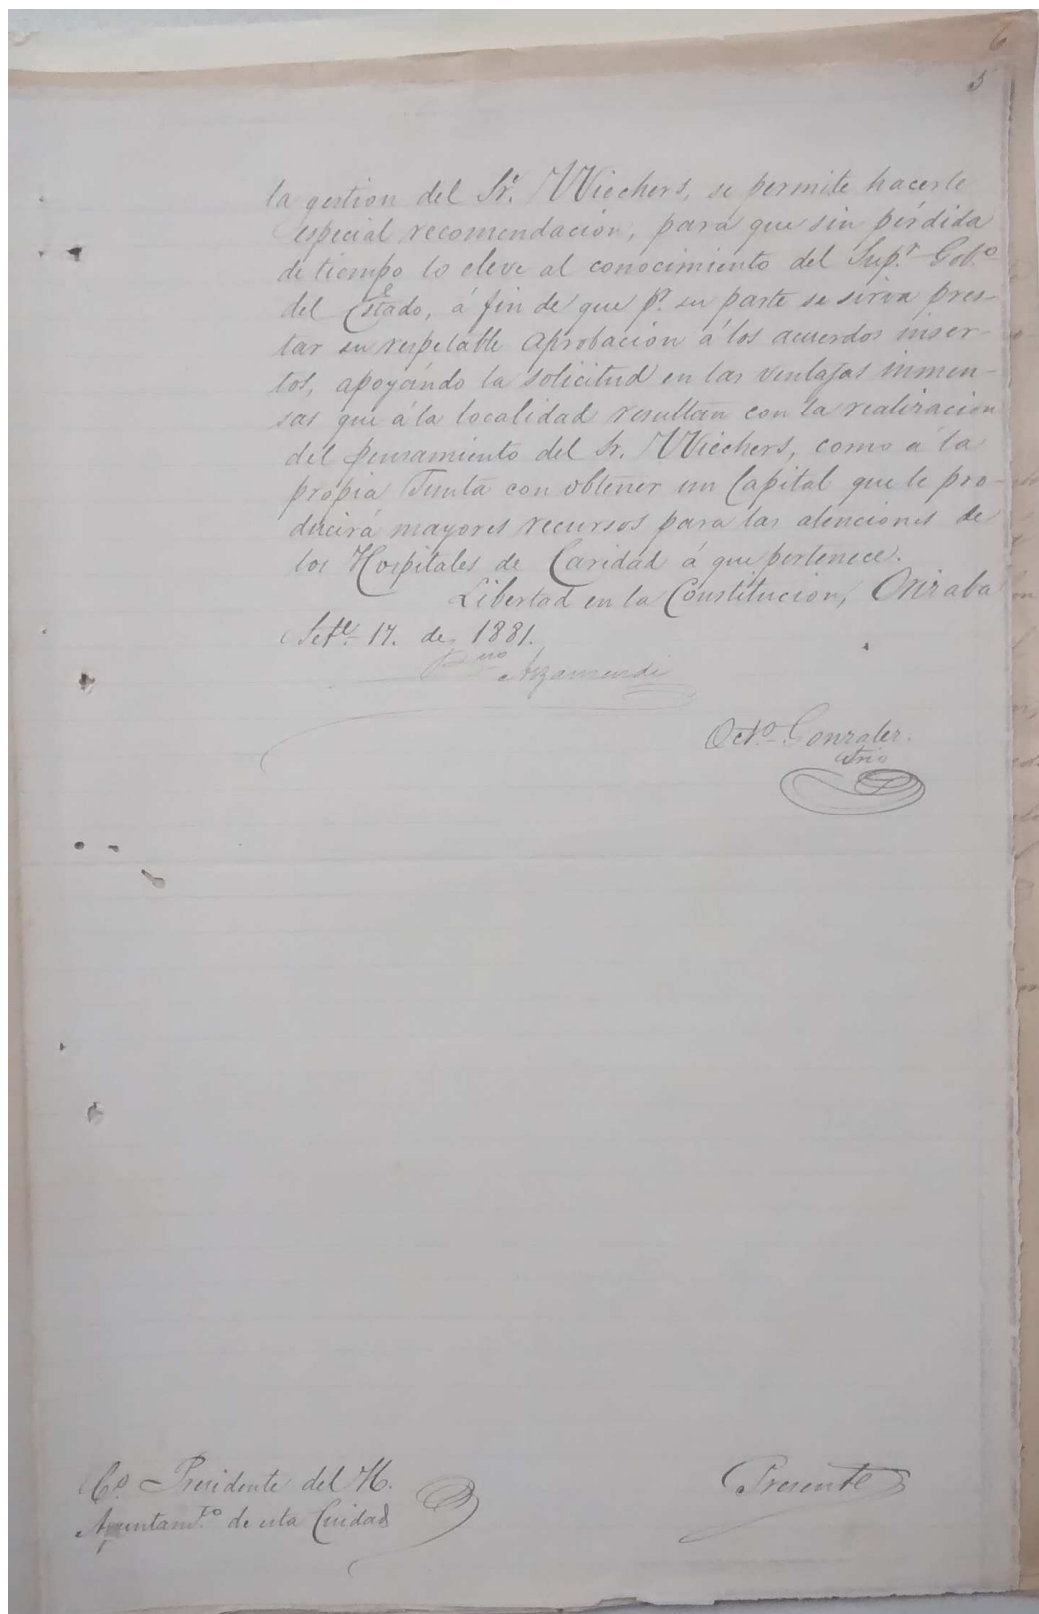 6
5
la gestion del Sr. Wiechers, se permite hacerle
especial recomendación, para que sin pérdida
de tiempo lo eleve al conocimiento del Sup.r Gob.o
del Estado, á fin de que p.r su parte se sirva pres-
tar su respetable aprobacion á los acuerdos inser-
tos, apoyándo la solicitud en las ventajas inmen-
sas que á la localidad resultan con la realizacion
del pensamiento del Sr. Wiechers, como á la
propia Junta con obtener un Capital que le pro-
ducirá mayores recursos para las atenciones de
los Hospitales de Caridad á que pertenece.
Libertad en la Constitucion, Orizaba
Set.e 17. de 1881.
Arzamendi
Oct.o Gonzalez.
Srio
C.o Presidente del H.
Ayuntam.to de esta Ciudad
Presente